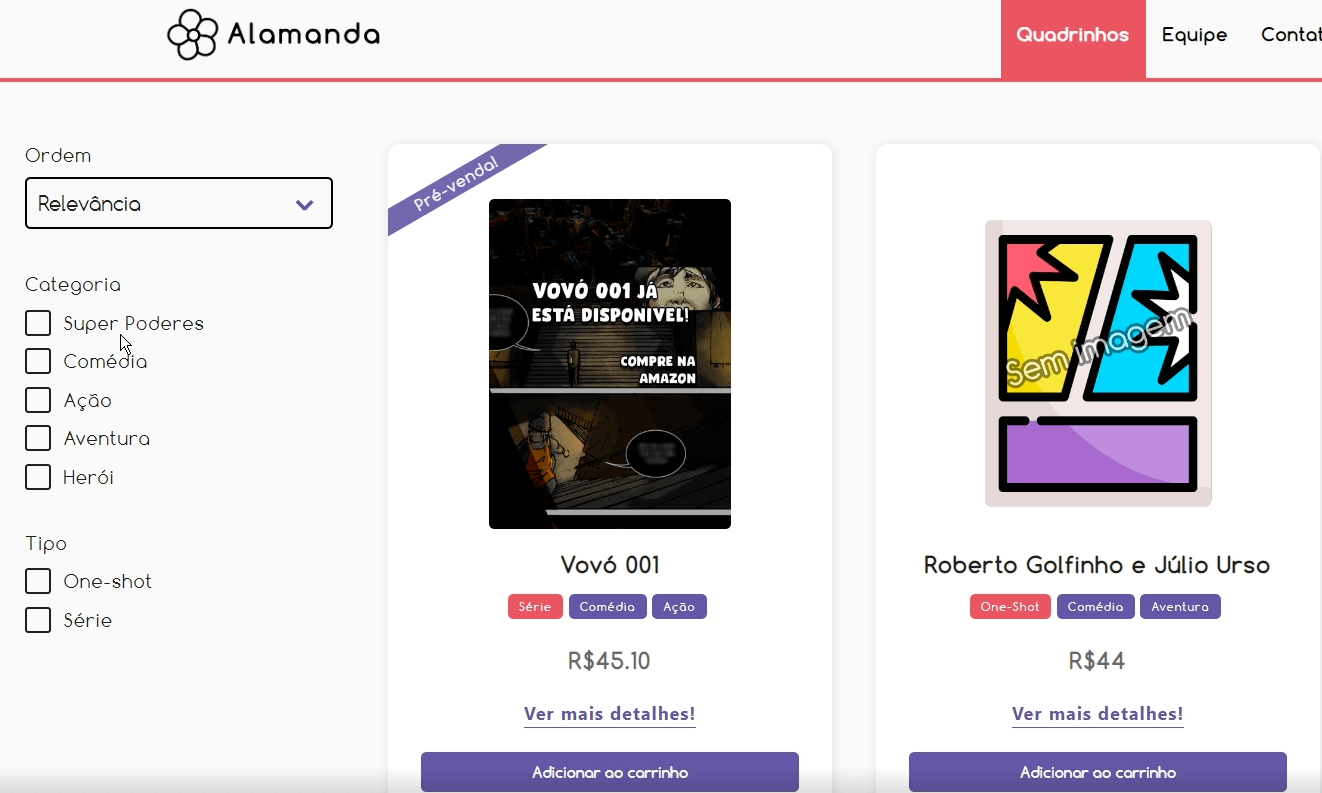 Alamanda
Quadrinhos
Equipe
Contat
Ordem
Relevância
Categoria
Super Poderes
Comédia
Ação
Aventura
Herói
Tipo
One-shot
Série
Pré-venda!
VOVÓ 001 JÁ
ESTÁ DISPONIVEL!
COMPRE NA
AMAZON
Vovó 001
Série Comédia Ação
R$45.10
Ver mais detalhes!
Adicionar ao carrinho
Sem imagem
Roberto Golfinho e Júlio Urso
One-Shot Comédia Aventura
R$44
Ver mais detalhes!
Adicionar ao carrinho